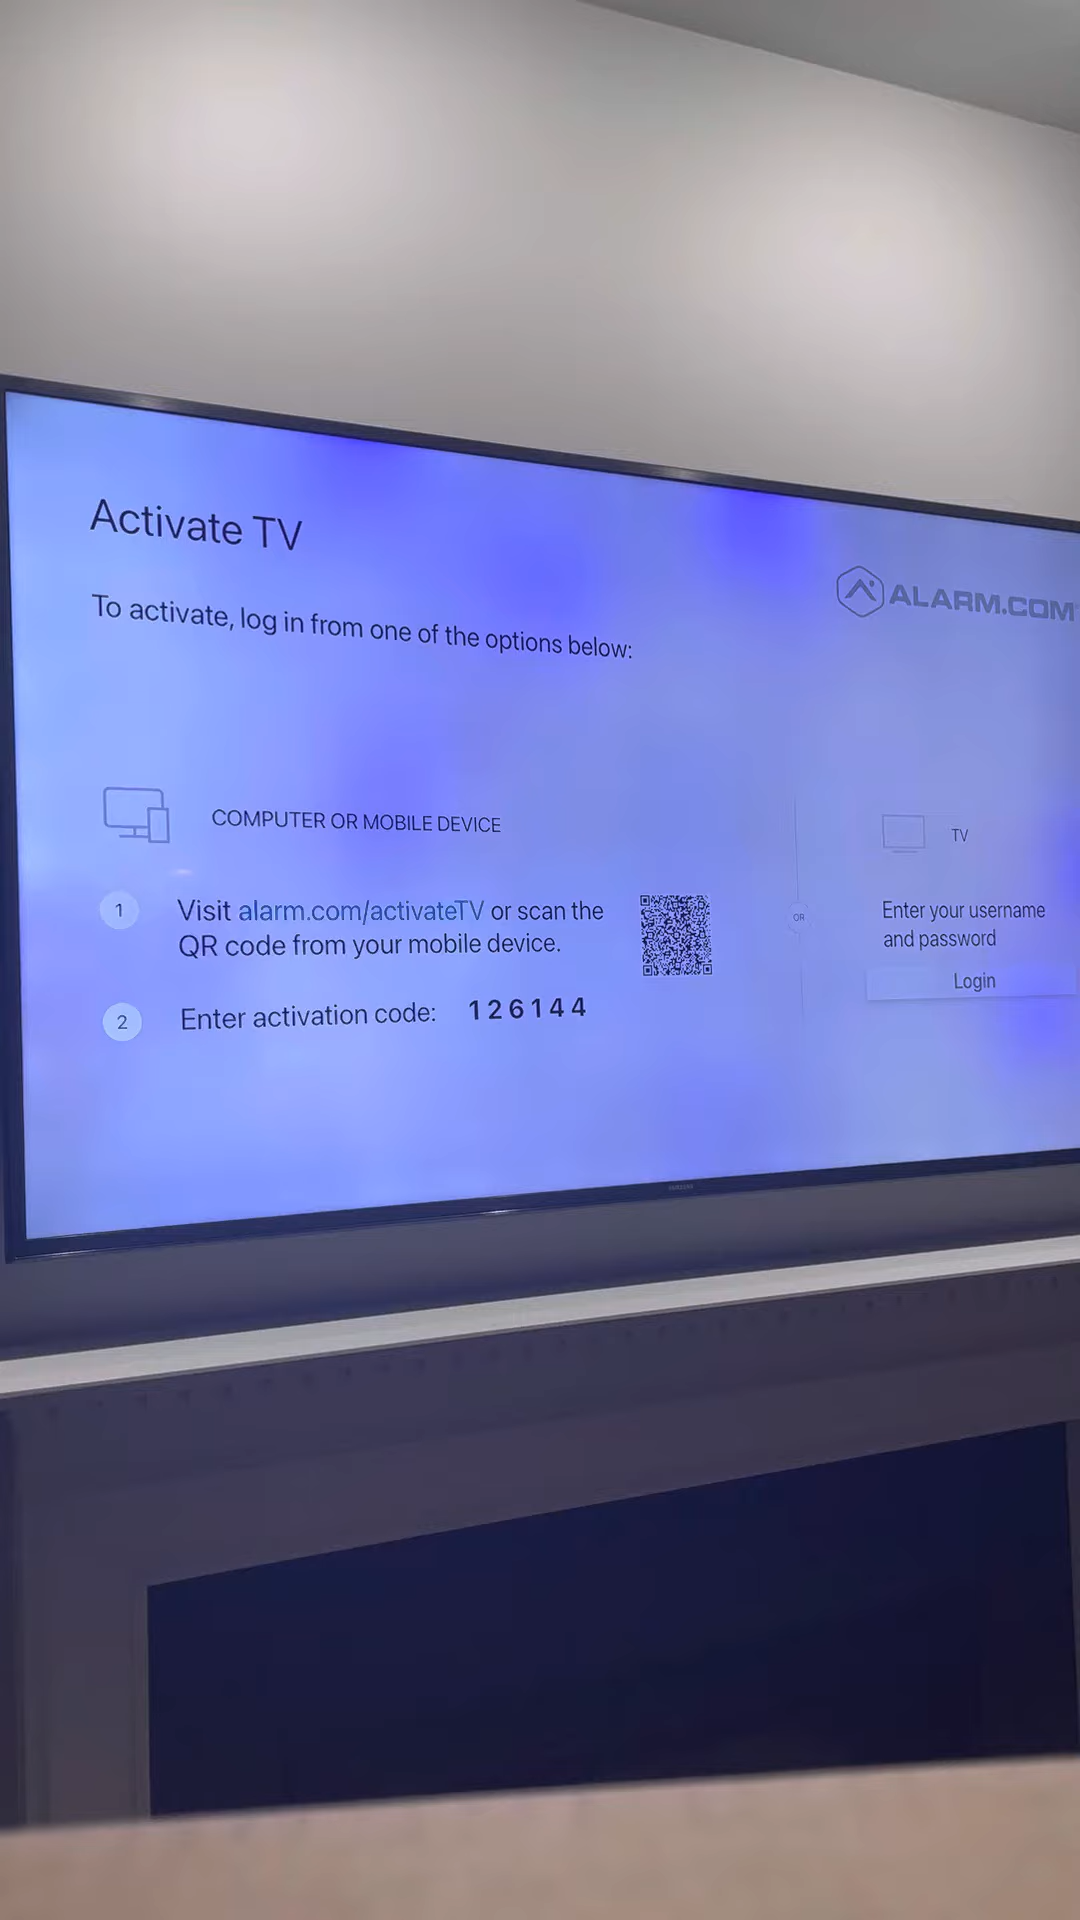 Activate TV
ALARM.COM
To activate, log in from one of the options below:
COMPUTER OR MOBILE DEVICE
1
Visit alarm.com/activateTV or scan the
QR code from your mobile device.
2
Enter activation code: 126144
OR
TV
Enter your username
and password
Login
SAMSUNG